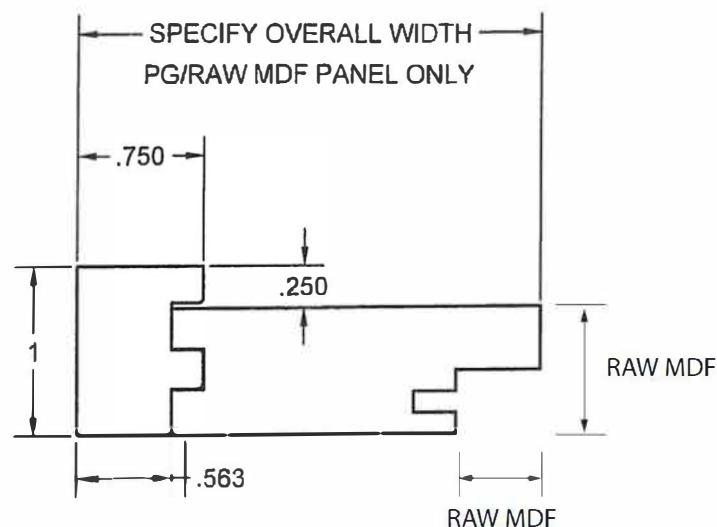 SPECIFY OVERALL WIDTH
PG/RAW MDF PANEL ONLY
.750
.250
1
RAW MDF
.563
RAW MDF